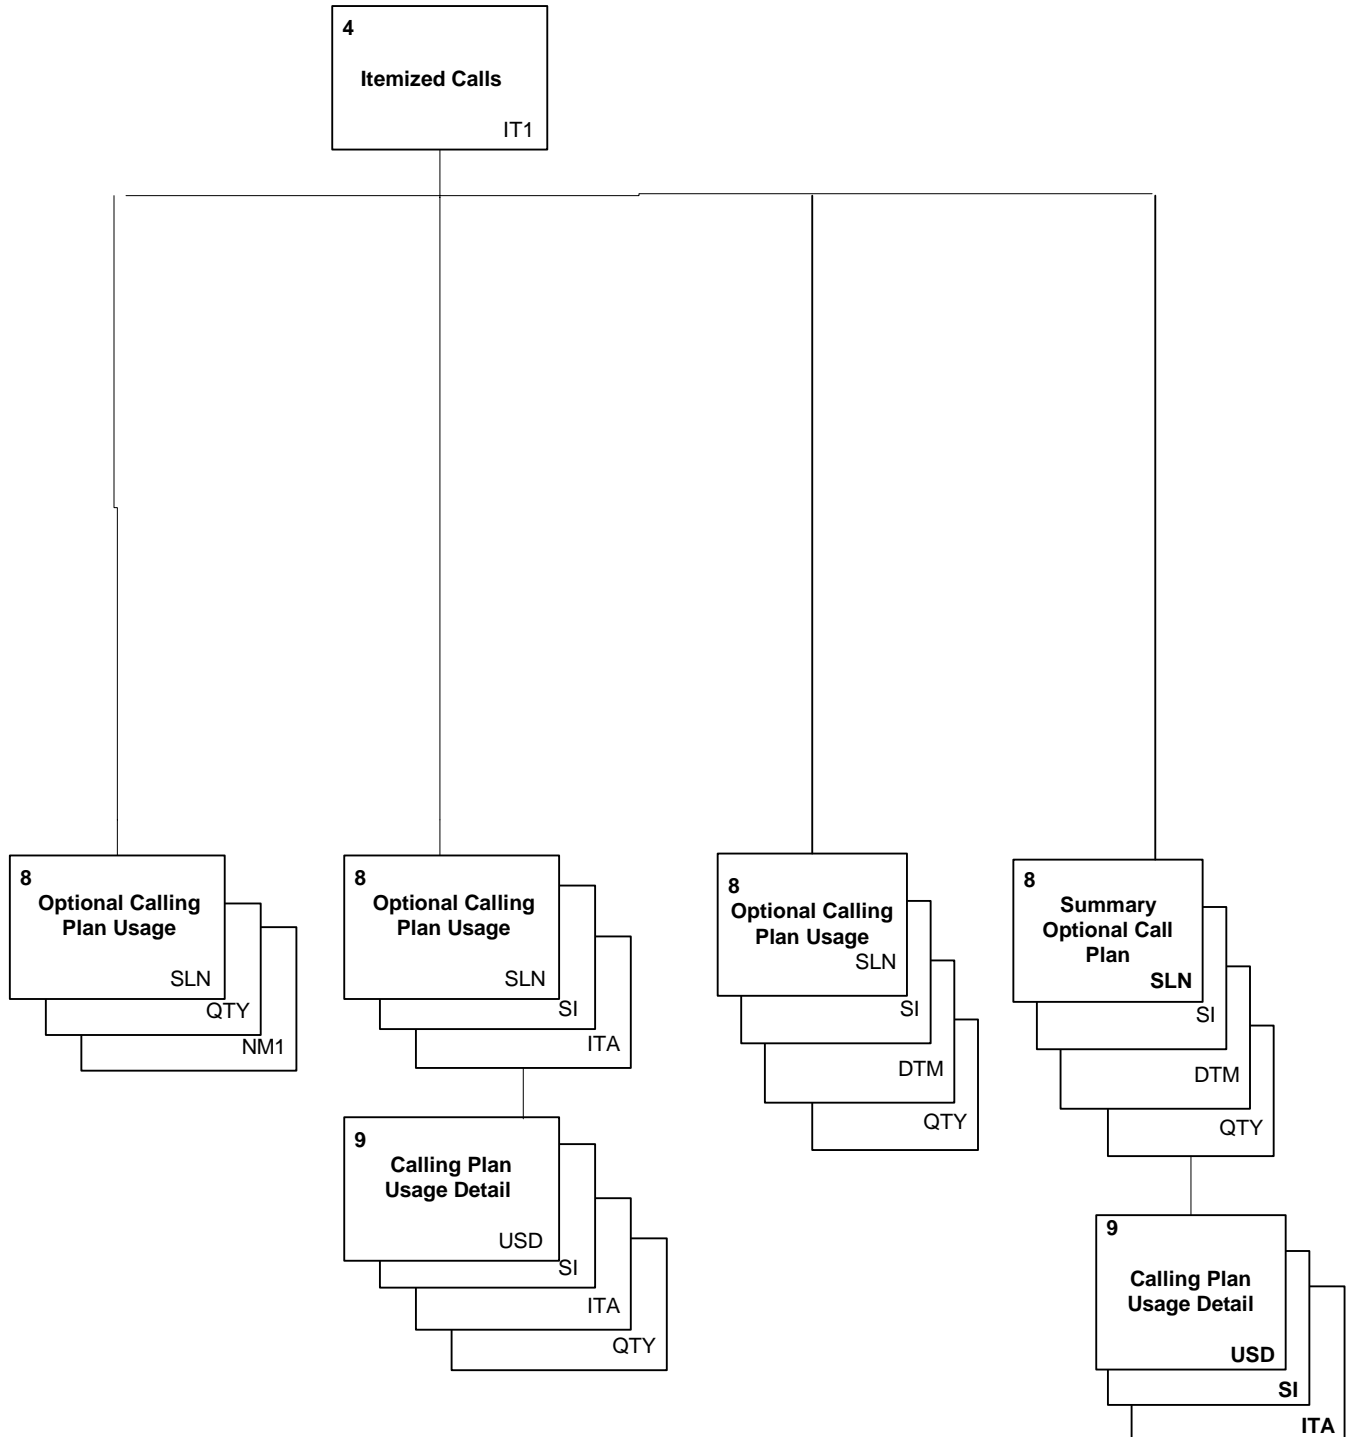 4
Itemized Calls
IT1
8
Optional Calling
Plan Usage
SLN
QTY
NM1
8
Optional Calling
Plan Usage
SLN
SI
ITA
9
Calling Plan
Usage Detail
USD
SI
ITA
QTY
8
Optional Calling
Plan Usage
SLN
SI
DTM
QTY
8
Summary
Optional Call
Plan
SLN
SI
DTM
QTY
9
Calling Plan
Usage Detail
USD
SI
ITA